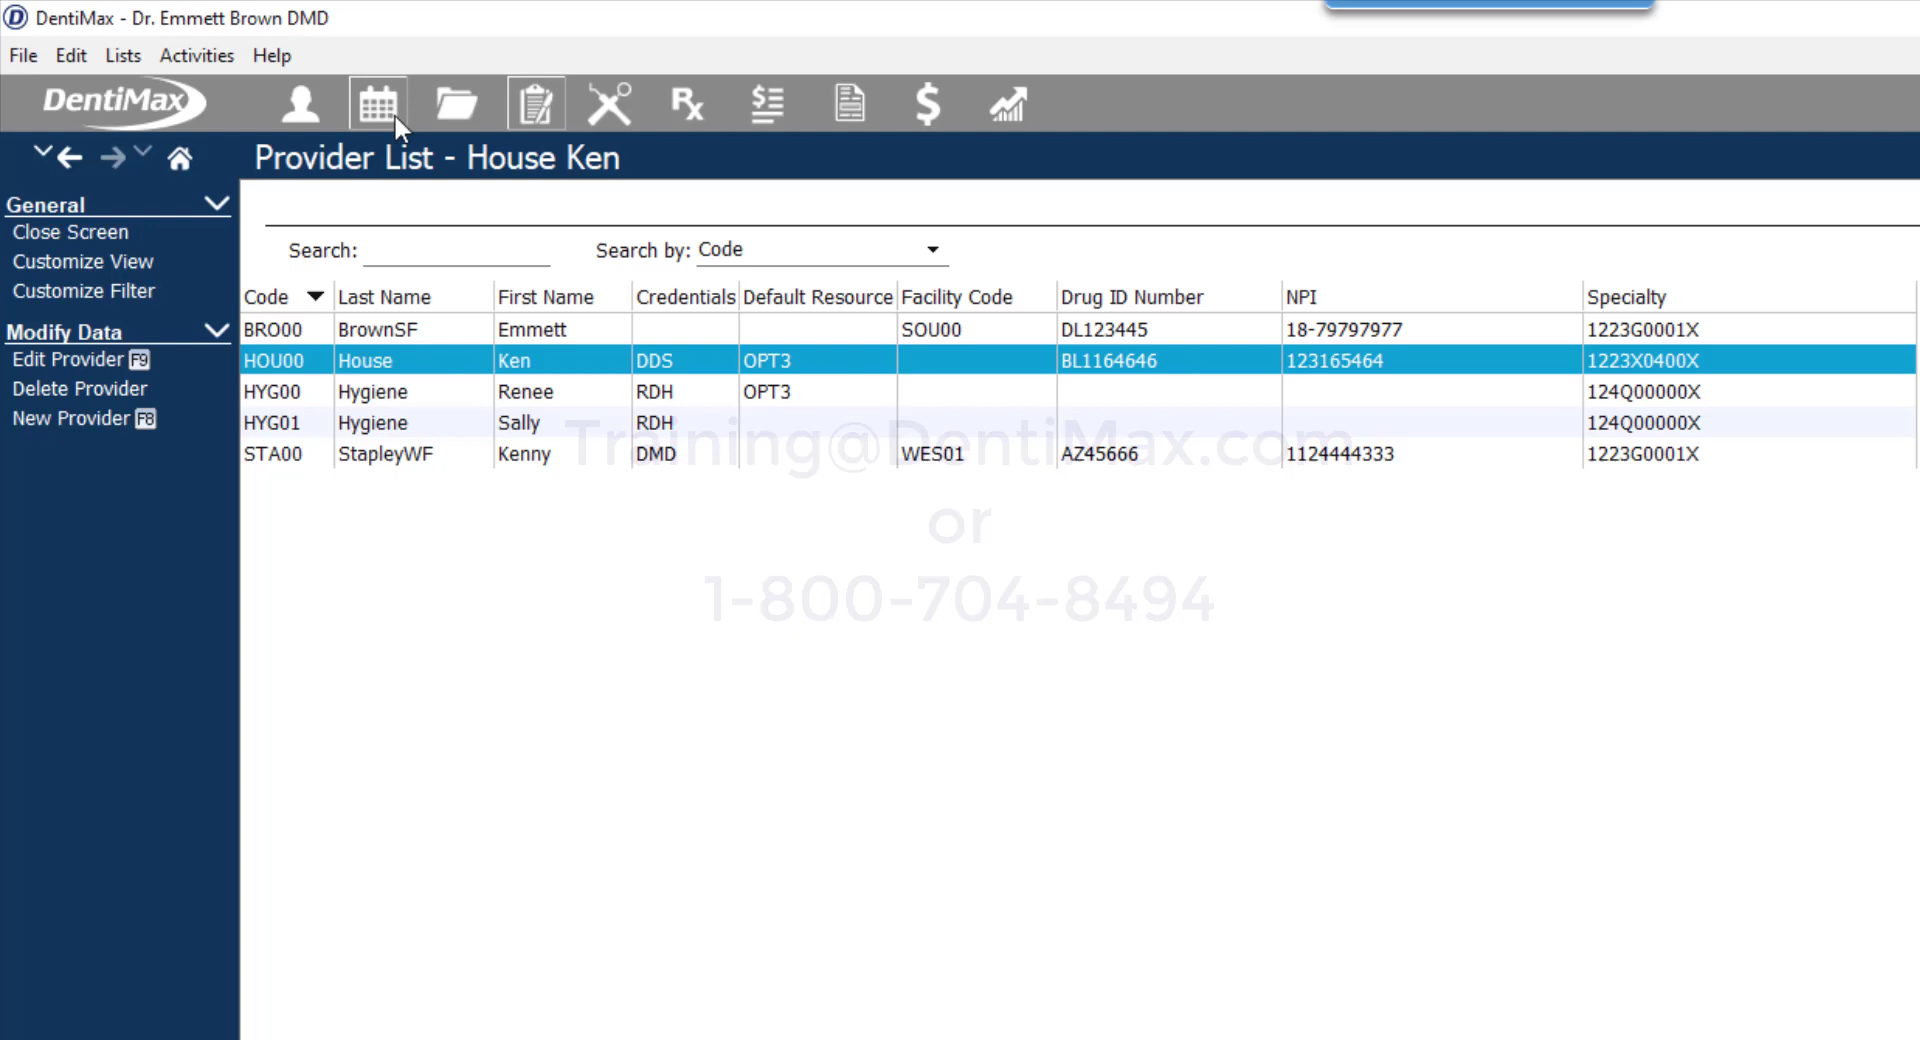 DentiMax - Dr. Emmett Brown DMD
File Edit Lists Activities Help
DentiMax Rx $ $
Provider List - House Ken
General
Close Screen
Customize View
Customize Filter
Modify Data
Edit Provider F9
Delete Provider
New Provider F8
Search: Search by: Code
Code Last Name First Name Credentials Default Resource Facility Code Drug ID Number NPI Specialty
BRO00 BrownSF Emmett SOU00 DL123445 18-79797977 1223G0001X
HOU00 House Ken DDS OPT3 BL1164646 123165464 1223X0400X
HYG00 Hygiene Renee RDH OPT3 124Q00000X
HYG01 Hygiene Sally RDH 124Q00000X
STA00 StapleyWF Kenny DMD WES01 AZ45666 1124444333 1223G0001X
Training@DentiMax.com
or
1-800-704-8494